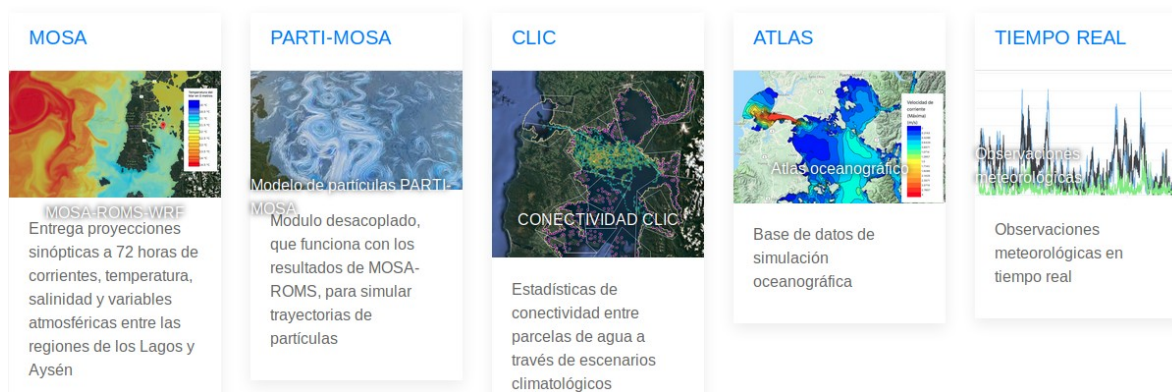 MOSA
MOSA-ROMS-WRF
Entrega proyecciones
sinópticas a 72 horas de
corrientes, temperatura,
salinidad y variables
atmosféricas entre las
regiones de los Lagos y
Aysén
PARTI-MOSA
Modelo de partículas PARTI-
MOSA
Modulo desacoplado,
que funciona con los
resultados de MOSA-
ROMS, para simular
trayectorias de
partículas
CLIC
CONECTIVIDAD CLIC
Estadísticas de
conectividad entre
parcelas de agua a
través de escenarios
climatológicos
ATLAS
Velocidad de
corriente
(Máxima)
(m/s)
Atlas oceanográfico
Base de datos de
simulación
oceanográfica
TIEMPO REAL
Observaciones
meteorológicas
Observaciones
meteorológicas en
tiempo real